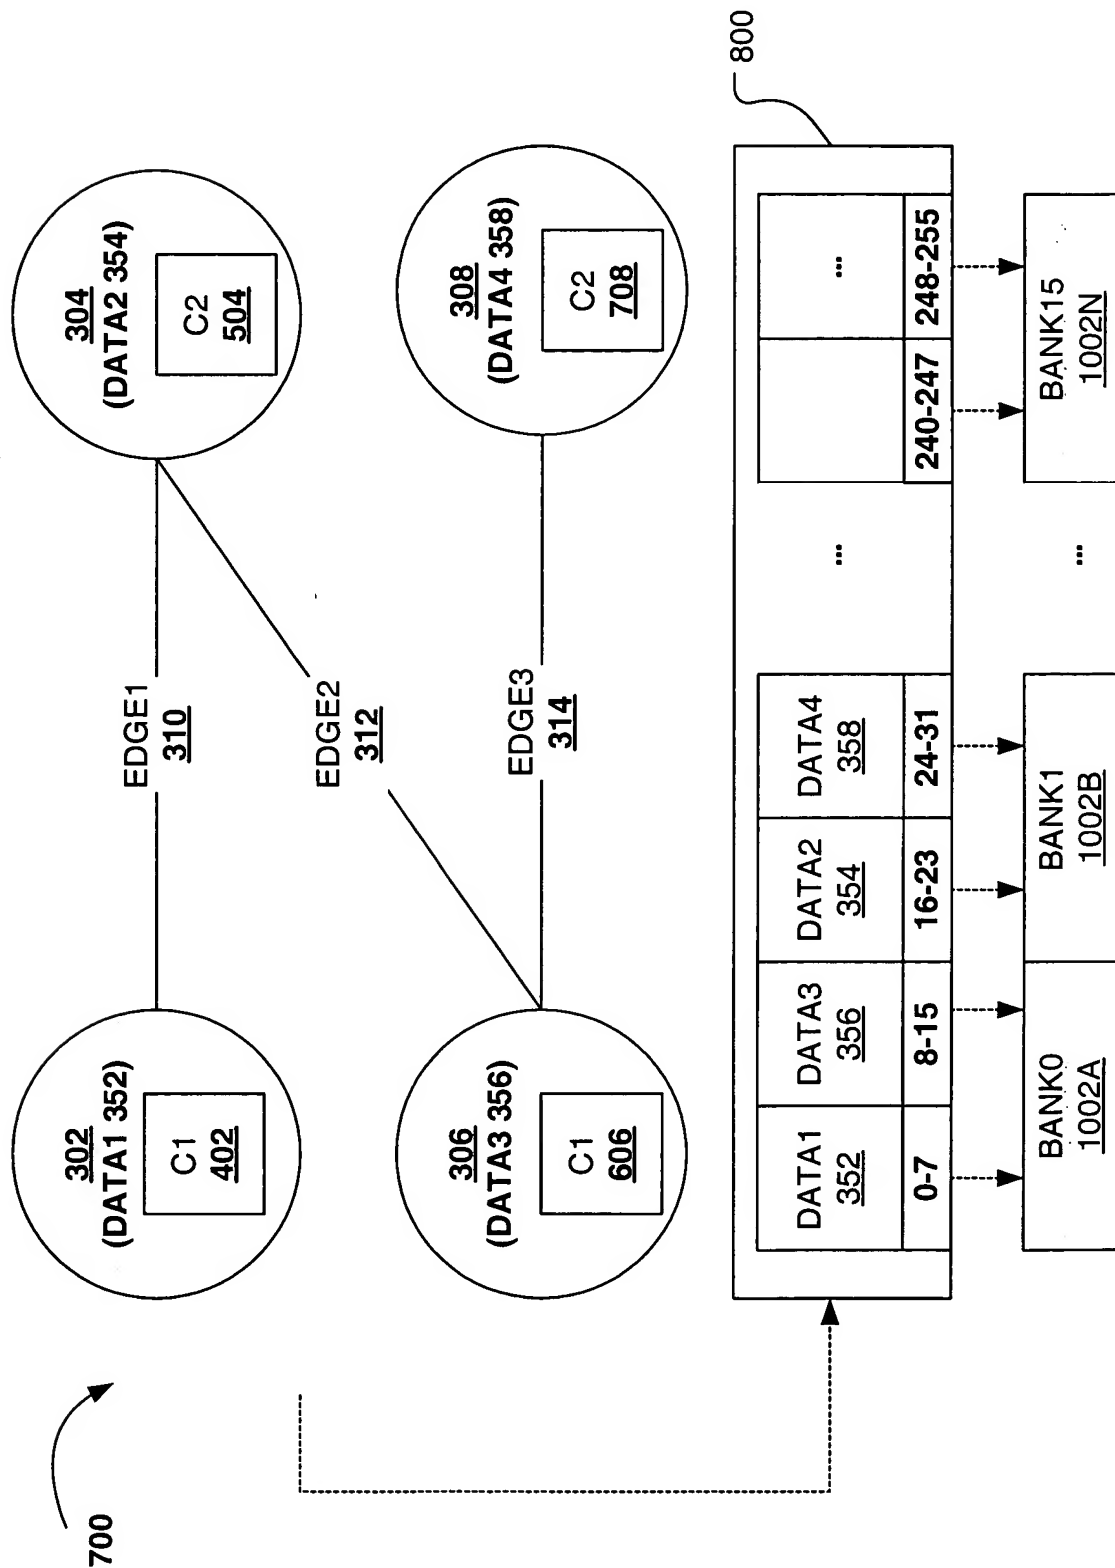 700
302
(DATA1 352)
C1
402
EDGE1
310
304
(DATA2 354)
C2
504
EDGE2
312
306
(DATA3 356)
C1
606
EDGE3
314
308
(DATA4 358)
C2
708
800
DATA1
352
DATA3
356
DATA2
354
DATA4
358
...
...
0-7
8-15
16-23
24-31
240-247
248-255
BANK0
1002A
BANK1
1002B
...
BANK15
1002N